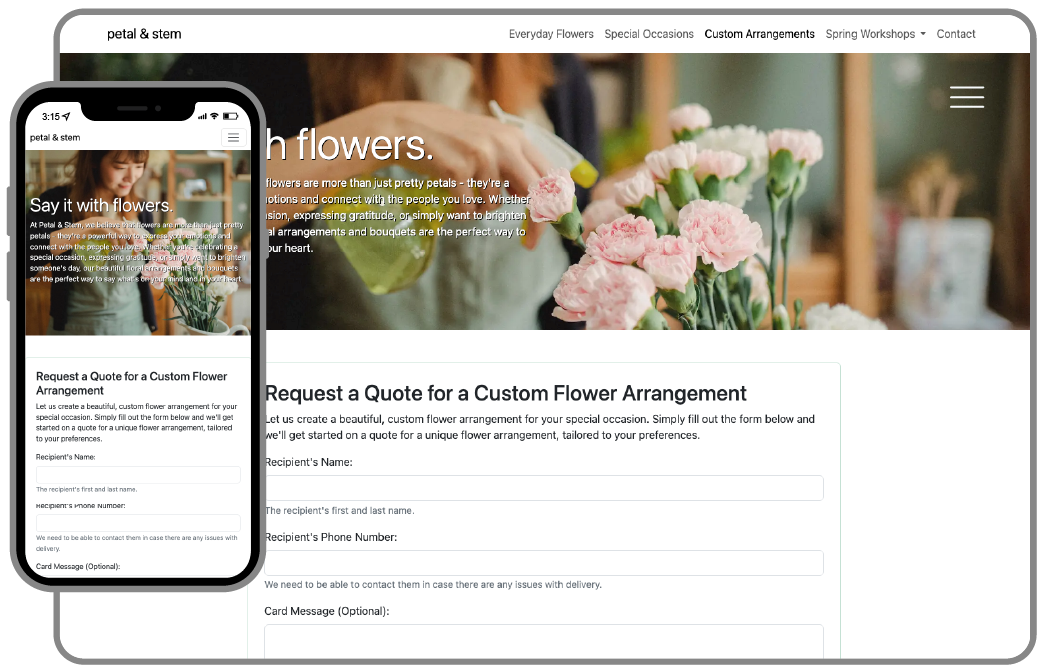 petal & stem
Everyday Flowers Special Occasions Custom Arrangements Spring Workshops Contact
h flowers.
flowers are more than just pretty petals - they're a
notions and connect with the people you love. Whether
sion, expressing gratitude, or simply want to brighten
al arrangements and bouquets are the perfect way to
our heart.
Request a Quote for a Custom Flower Arrangement
Let us create a beautiful, custom flower arrangement for your special occasion. Simply fill out the form below and
we'll get started on a quote for a unique flower arrangement, tailored to your preferences.
Recipient's Name:
The recipient's first and last name.
Recipient's Phone Number:
We need to be able to contact them in case there are any issues with delivery.
Card Message (Optional):
3:15
petal & stem
Say it with flowers.
At Petal & Stem, we believe that flowers are more than just pretty
petals - they're a powerful way to express your emotions and
connect with the people you love. Whether you're celebrating a
special occasion, expressing gratitude, or simply want to brighten
someone's day, our beautiful floral arrangements and bouquets
are the perfect way to say what's on your mind and in your heart.
Request a Quote for a Custom Flower
Arrangement
Let us create a beautiful, custom flower arrangement for your
special occasion. Simply fill out the form below and we'll get
started on a quote for a unique flower arrangement, tailored
to your preferences.
Recipient's Name:
The recipient's first and last name.
Recipient's Phone Number:
We need to be able to contact them in case there are any issues with
delivery.
Card Message (Optional):